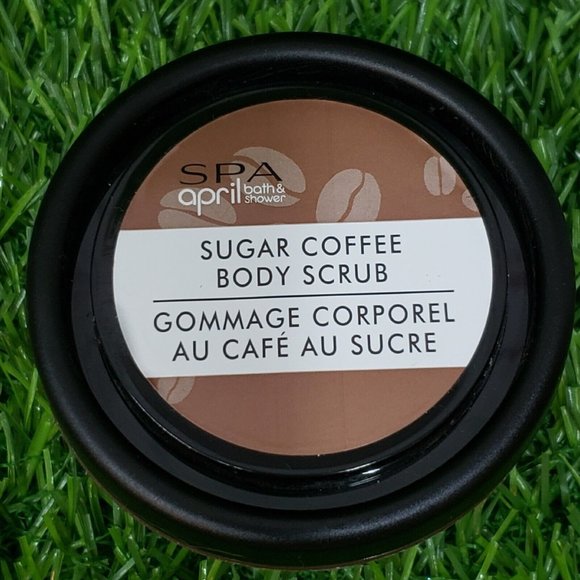 SPA
april bath &
shower
SUGAR COFFEE
BODY SCRUB
GOMMAGE CORPOREL
AU CAFÉ AU SUCRE